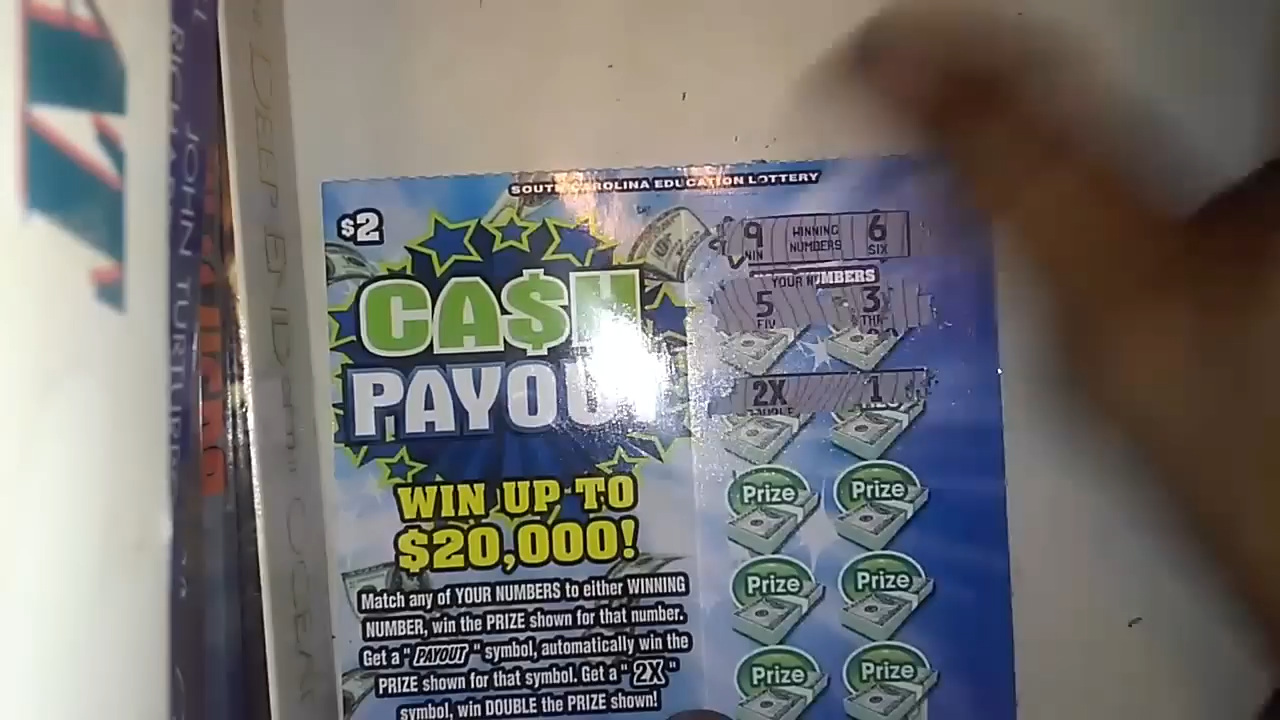 JOHN TURTURRO
SOUTH CAROLINA EDUCATION LOTTERY
$2
CA$H
PAYOUT
WIN UP TO
$20,000!
Match any of YOUR NUMBERS to either WINNING
NUMBER, win the PRIZE shown for that number.
Get a "PAYOUT" symbol, automatically win the
PRIZE shown for that symbol. Get a "2X"
symbol, win DOUBLE the PRIZE shown!
9 WINNING 6
NIN NUMBERS SIX
YOUR NUMBERS
5 3
FIV THR
2X 1
Prize Prize
Prize Prize
Prize Prize